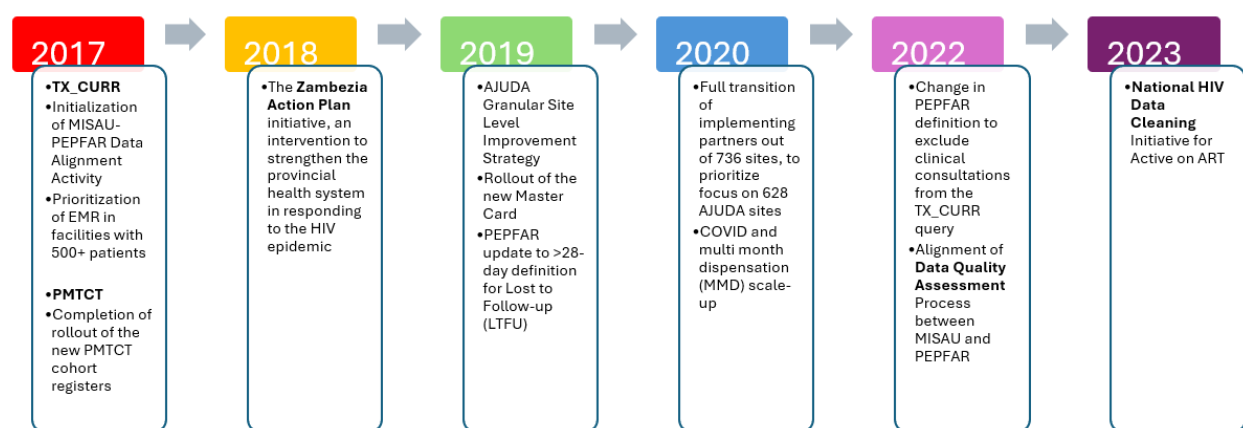 2017
•TX_CURR
•Initialization
of MISAU-
PEPFAR Data
Alignment
Activity
•Prioritization
of EMR in
facilities with
500+ patients
•PMTCT
•Completion of
rollout of the
new PMTCT
cohort
registers
2018
•The Zambezia
Action Plan
initiative, an
intervention to
strengthen the
provincial
health system
in responding
to the HIV
epidemic
2019
•AJUDA
Granular Site
Level
Improvement
Strategy
•Rollout of the
new Master
Card
•PEPFAR
update to >28-
day definition
for Lost to
Follow-up
(LTFU)
2020
•Full transition
of
implementing
partners out
of 736 sites, to
prioritize
focus on 628
AJUDA sites
•COVID and
multi month
dispensation
(MMD) scale-
up
2022
•Change in
PEPFAR
definition to
exclude
clinical
consultations
from the
TX_CURR
query
•Alignment of
Data Quality
Assessment
Process
between
MISAU and
PEPFAR
2023
•National HIV
Data
Cleaning
Initiative for
Active on ART